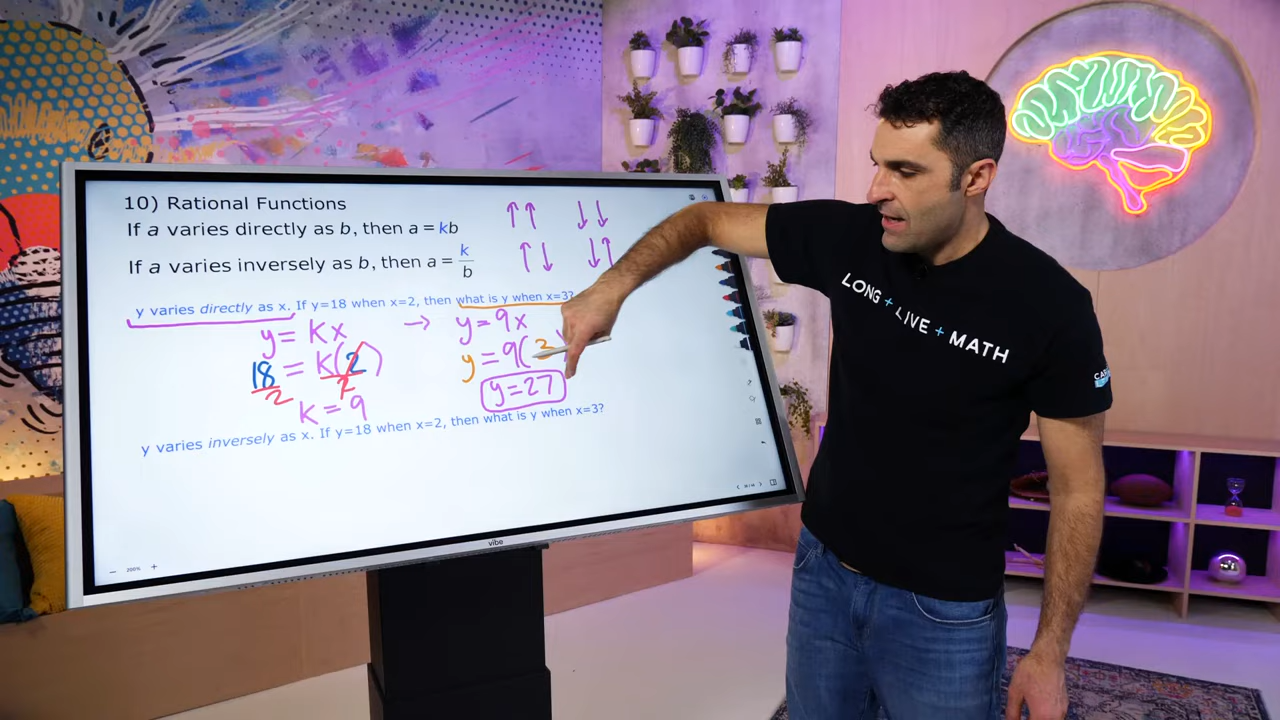 10) Rational Functions
If a varies directly as b, then a = kb ↑↑ ↓↓
If a varies inversely as b, then a = k/b ↑↓ ↓↑
y varies directly as x. If y=18 when x=2, then what is y when x=3?
y = kx → y = 9x
18/2 = k(2)/2 y = 9(3)
k = 9 y = 27
y varies inversely as x. If y=18 when x=2, then what is y when x=3?
200%
vibe
LONG + LIVE + MATH